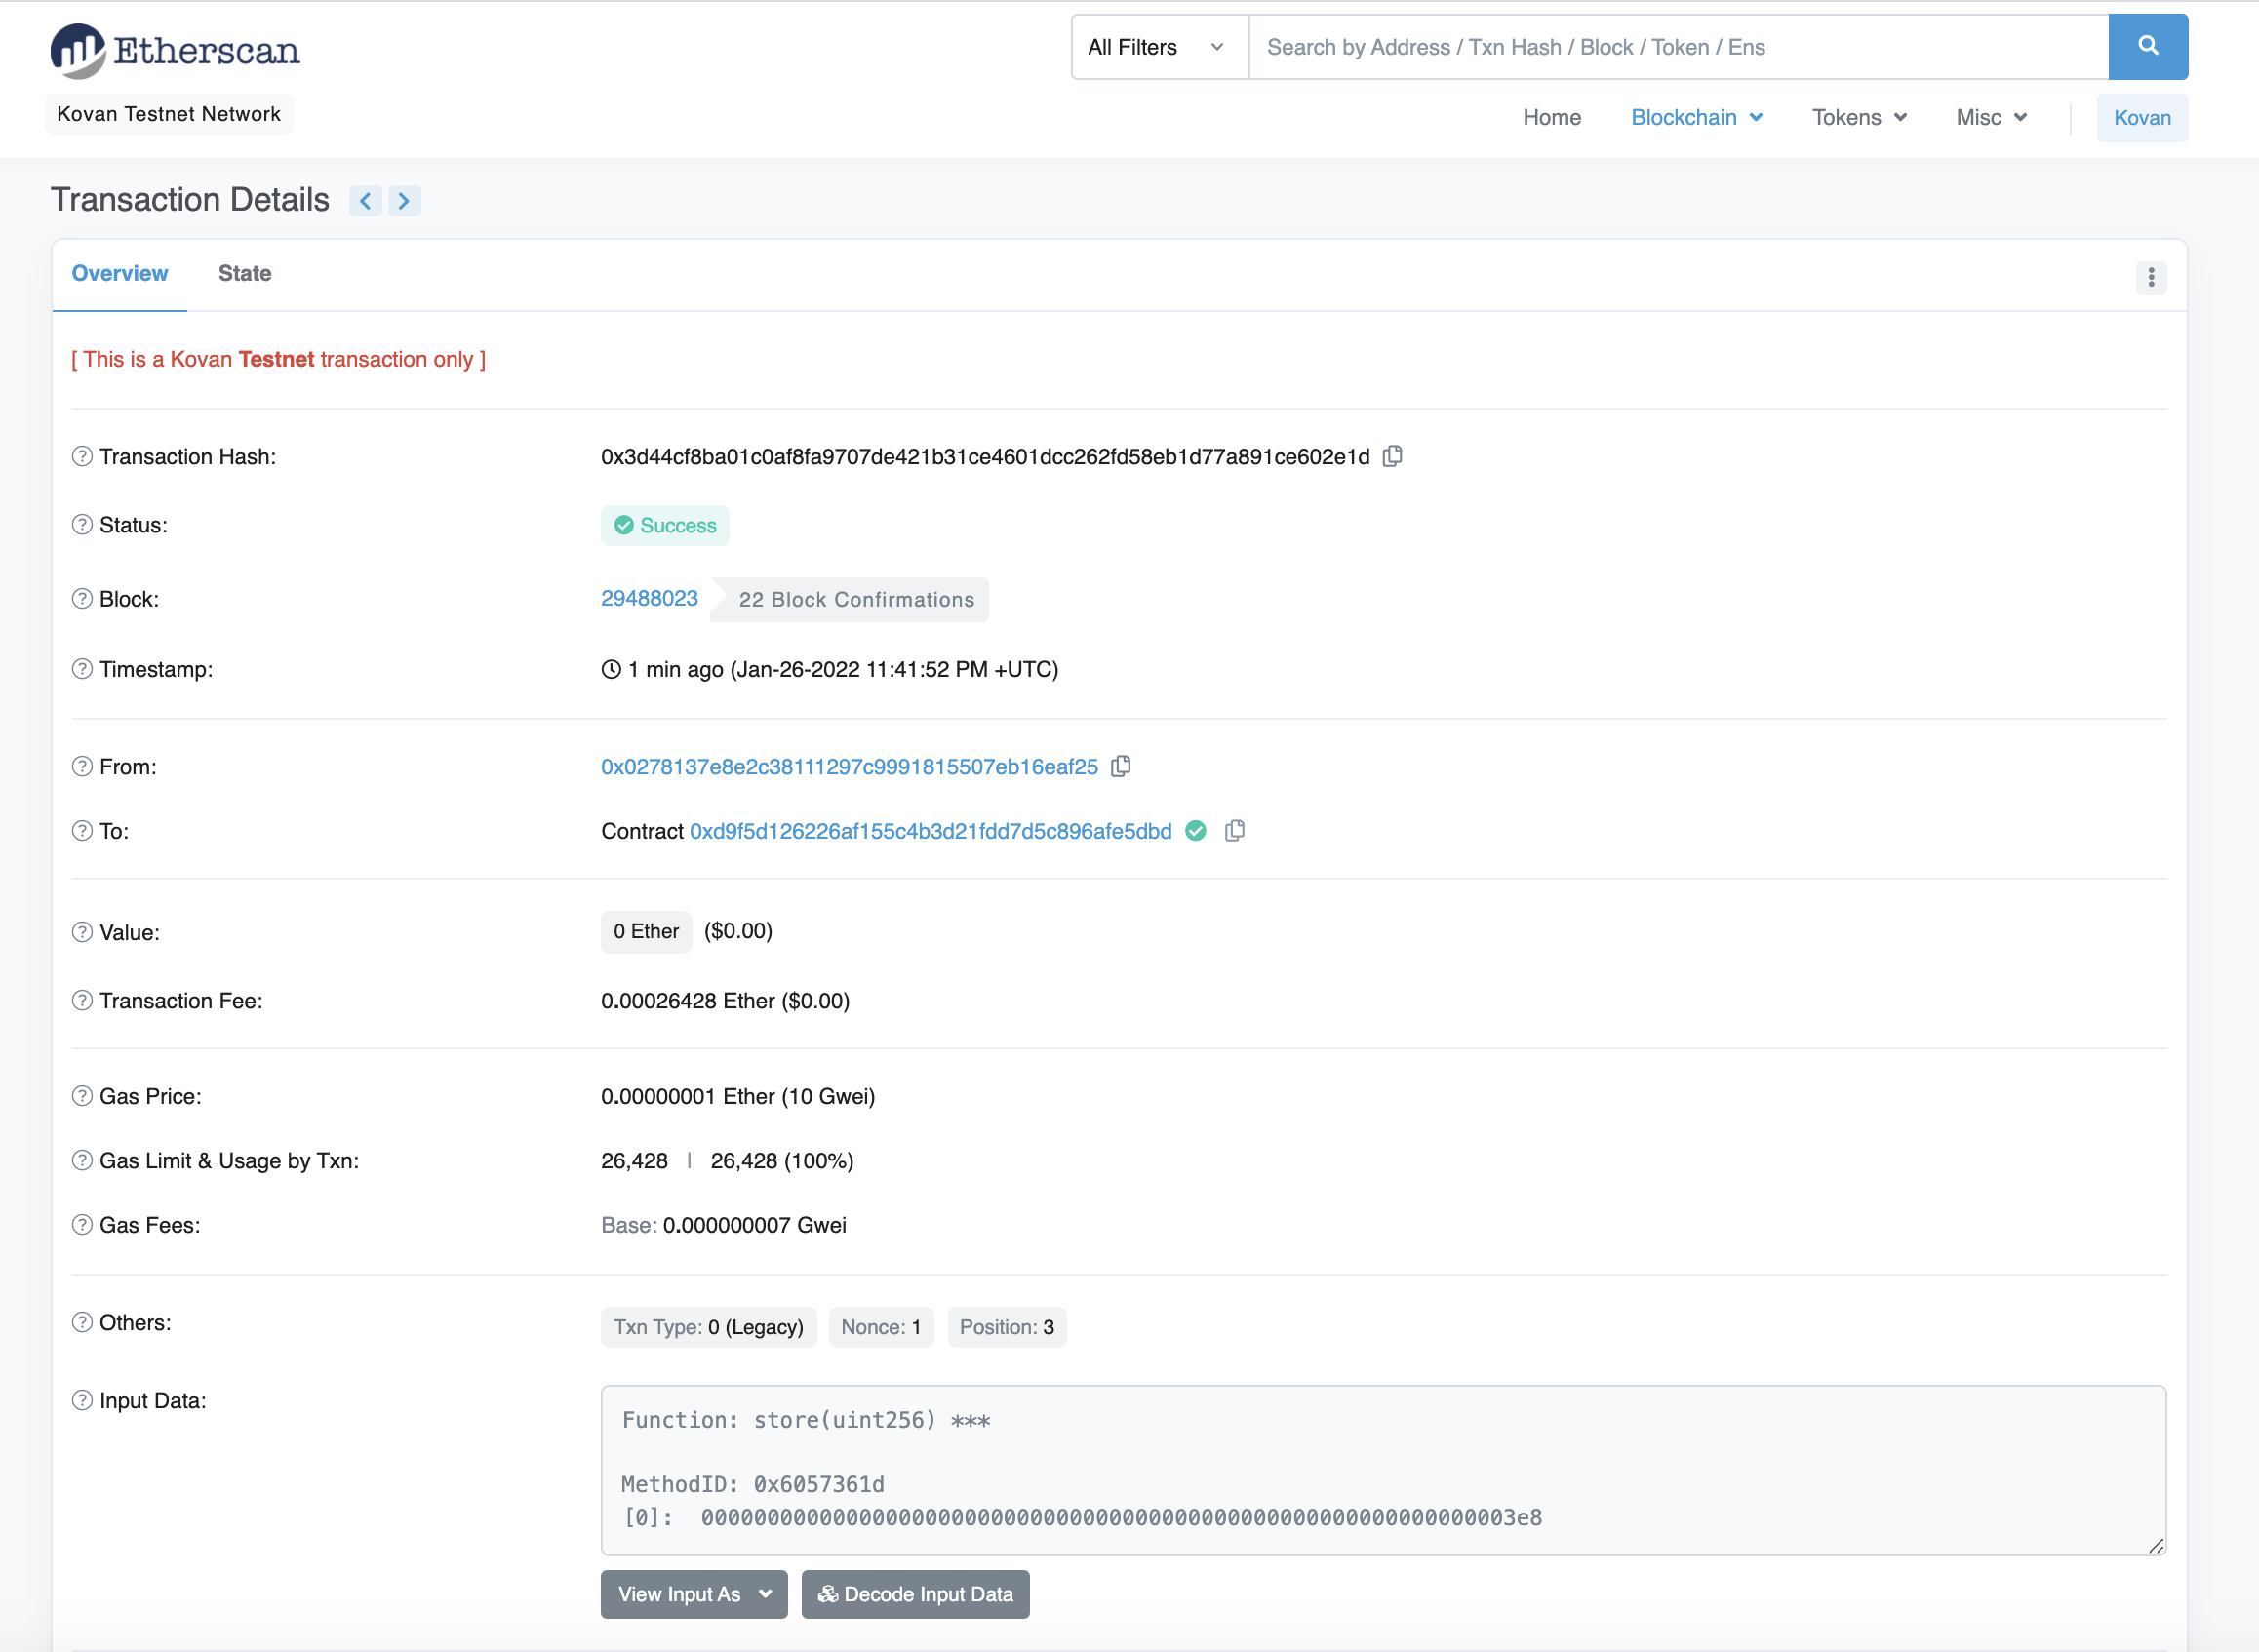 Etherscan
All Filters
Search by Address / Txn Hash / Block / Token / Ens
Kovan Testnet Network
Home Blockchain Tokens Misc Kovan
Transaction Details
Overview State
[ This is a Kovan Testnet transaction only ]
Transaction Hash: 0x3d44cf8ba01c0af8fa9707de421b31ce4601dcc262fd58eb1d77a891ce602e1d
Status: Success
Block: 29488023 22 Block Confirmations
Timestamp: 1 min ago (Jan-26-2022 11:41:52 PM +UTC)
From: 0x0278137e8e2c38111297c9991815507eb16eaf25
To: Contract 0xd9f5d126226af155c4b3d21fdd7d5c896afe5dbd
Value: 0 Ether ($0.00)
Transaction Fee: 0.00026428 Ether ($0.00)
Gas Price: 0.00000001 Ether (10 Gwei)
Gas Limit & Usage by Txn: 26,428 | 26,428 (100%)
Gas Fees: Base: 0.000000007 Gwei
Others: Txn Type: 0 (Legacy) Nonce: 1 Position: 3
Input Data:
Function: store(uint256) ***
MethodID: 0x6057361d
[0]: 00000000000000000000000000000000000000000000000000000000000003e8
View Input As Decode Input Data